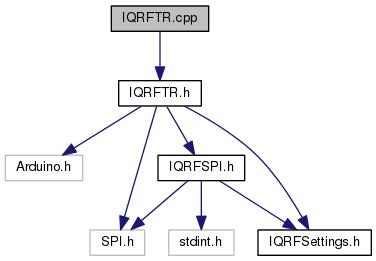 IQRFTR.cpp
IQRFTR.h
Arduino.h
IQRFSPI.h
SPI.h
stdint.h
IQRFSettings.h